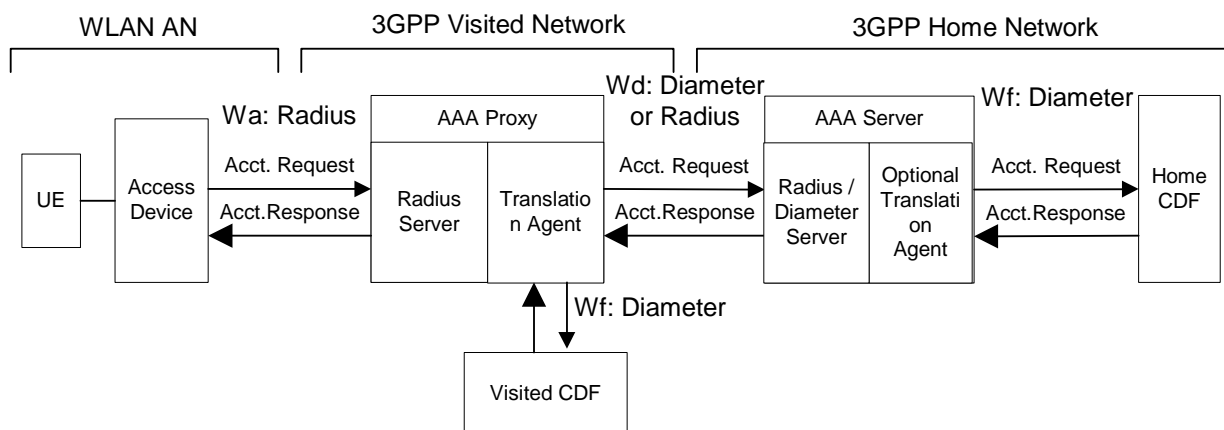 WLAN AN
3GPP Visited Network
3GPP Home Network
Wa: Radius
Wd: Diameter
or Radius
Wf: Diameter
AAA Proxy
AAA Server
UE
Access
Device
Acct. Request
Acct.Response
Radius
Server
Translatio
n Agent
Acct. Request
Acct.Response
Radius /
Diameter
Server
Optional
Translati
on
Agent
Acct. Request
Acct.Response
Home
CDF
Wf: Diameter
Visited CDF